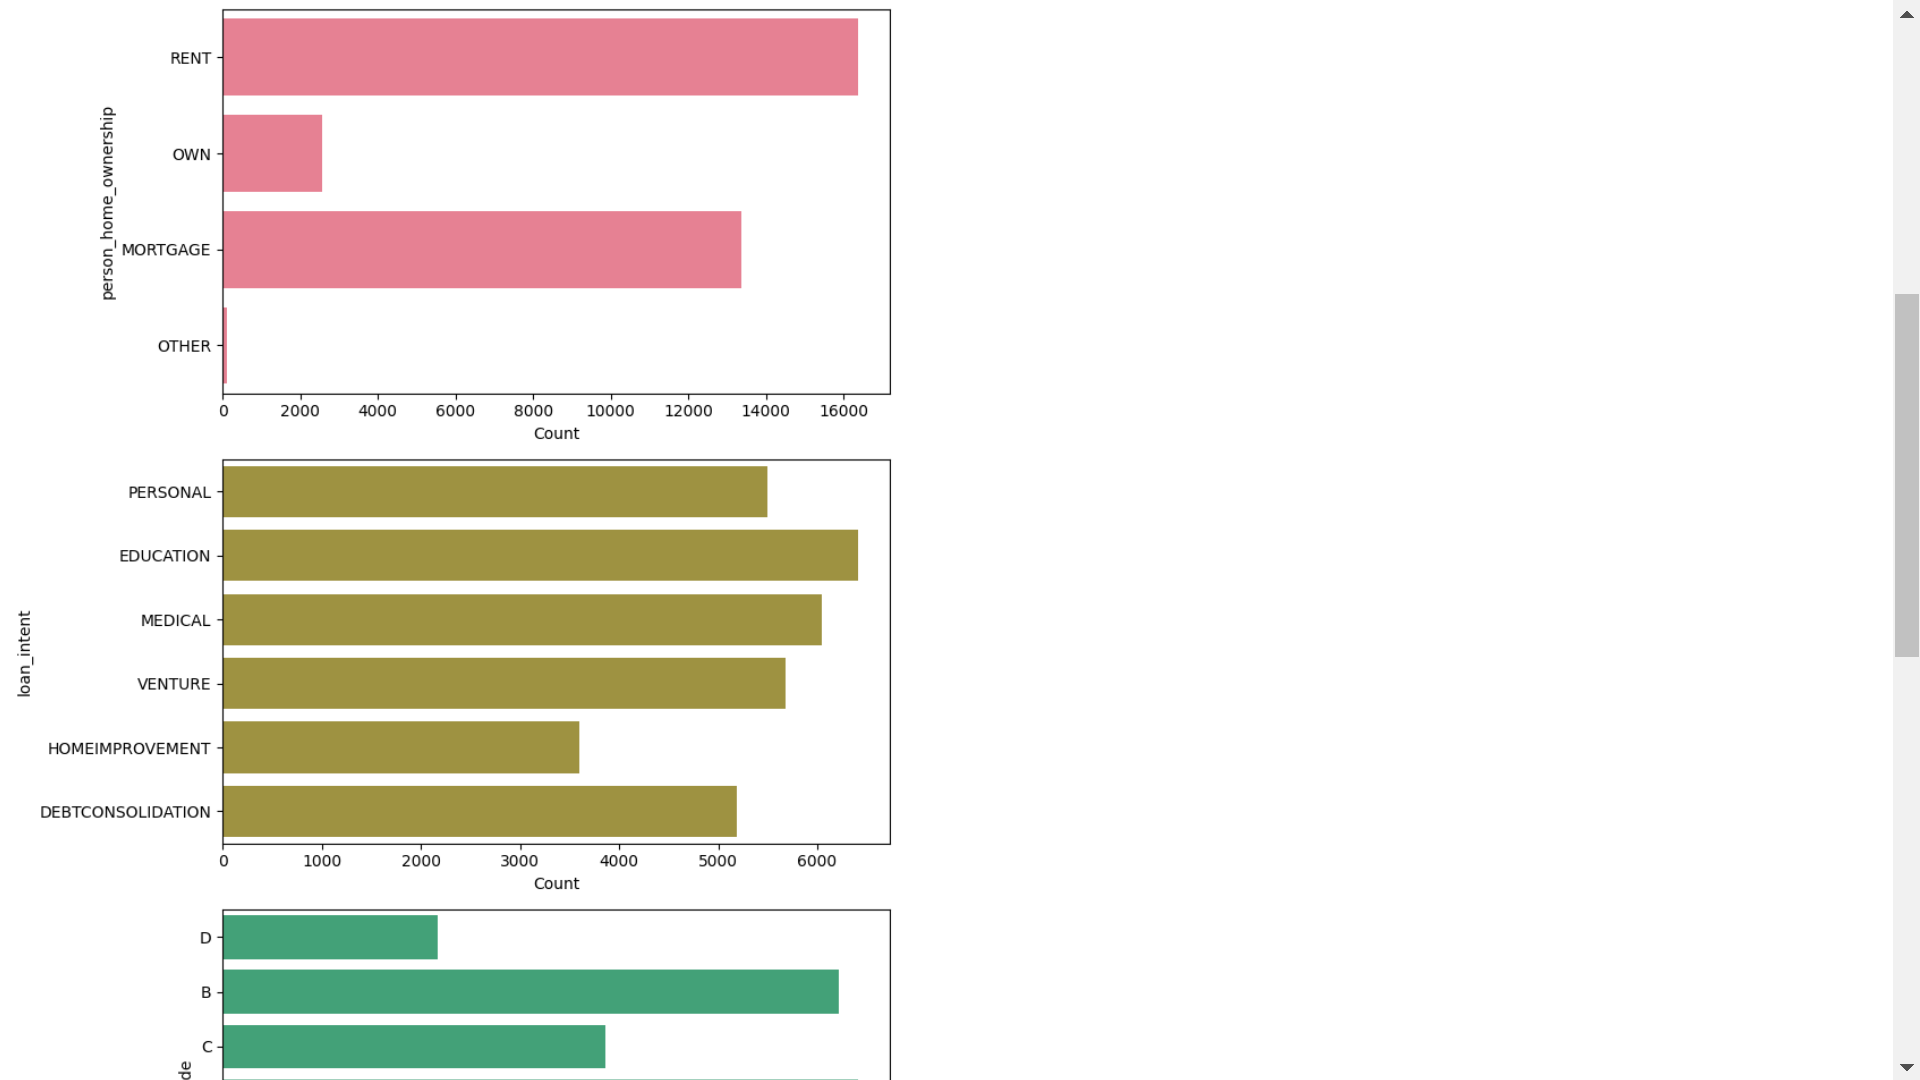 person_home_ownership
RENT
OWN
MORTGAGE
OTHER
0 2000 4000 6000 8000 10000 12000 14000 16000
Count
loan_intent
PERSONAL
EDUCATION
MEDICAL
VENTURE
HOMEIMPROVEMENT
DEBTCONSOLIDATION
0 1000 2000 3000 4000 5000 6000
Count
D
B
C
de